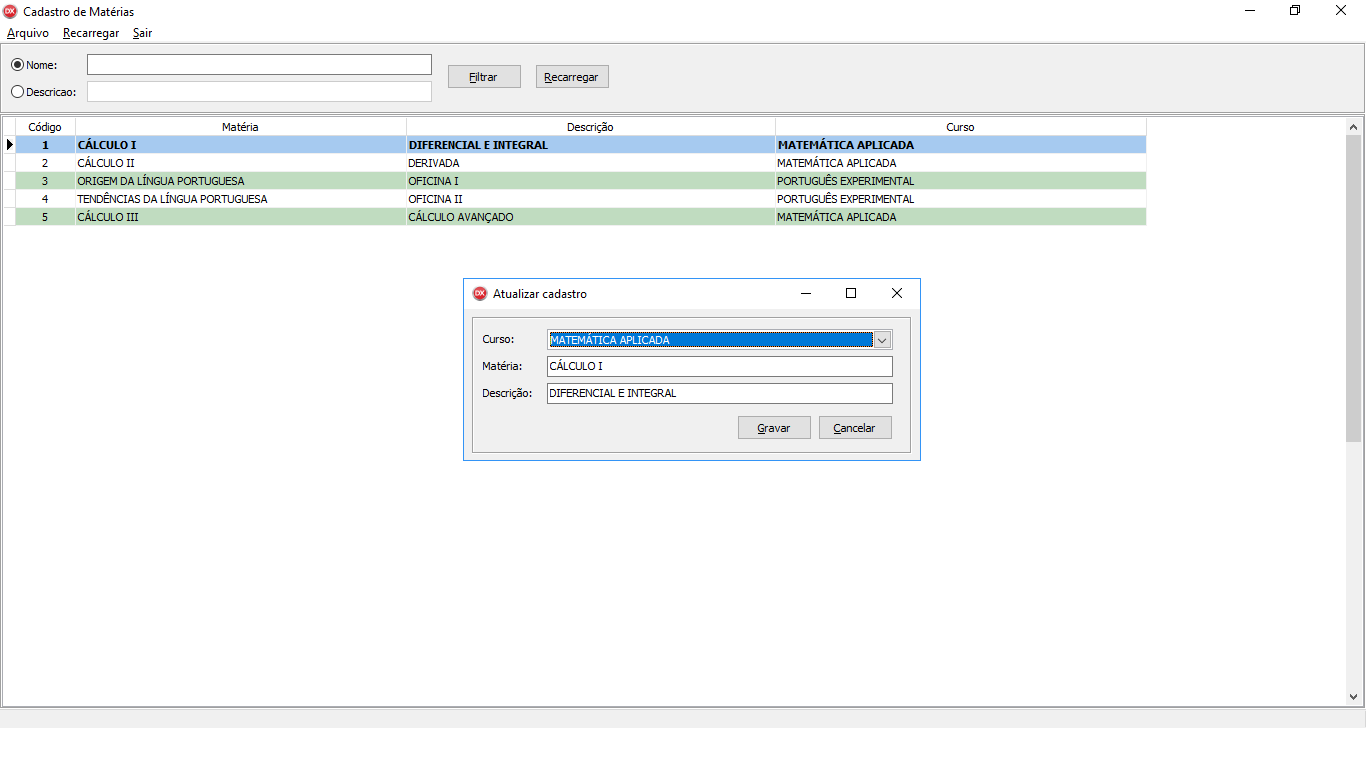 DX Cadastro de Matérias
Arquivo Recarregar Sair
Nome:
Filtrar Recarregar
Descricao:
Código Matéria Descrição Curso
1 CÁLCULO I DIFERENCIAL E INTEGRAL MATEMÁTICA APLICADA
2 CÁLCULO II DERIVADA MATEMÁTICA APLICADA
3 ORIGEM DA LÍNGUA PORTUGUESA OFICINA I PORTUGUÊS EXPERIMENTAL
4 TENDÊNCIAS DA LÍNGUA PORTUGUESA OFICINA II PORTUGUÊS EXPERIMENTAL
5 CÁLCULO III CÁLCULO AVANÇADO MATEMÁTICA APLICADA
DX Atualizar cadastro
Curso: MATEMÁTICA APLICADA
Matéria: CÁLCULO I
Descrição: DIFERENCIAL E INTEGRAL
Gravar Cancelar